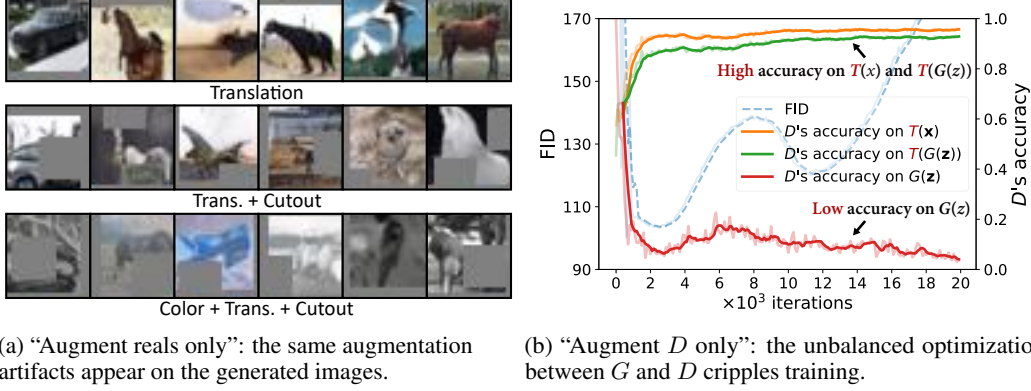 Translation
Trans. + Cutout
Color + Trans. + Cutout
170
150
130
110
90
FID
1.0
0.8
0.6
0.4
0.2
0.0
D's accuracy
High accuracy on T(x) and T(G(z))
FID
D's accuracy on T(x)
D's accuracy on T(G(z))
D's accuracy on G(z)
Low accuracy on G(z)
0 2 4 6 8 10 12 14 16 18 20
×10³ iterations
(a) “Augment reals only”: the same augmentation
artifacts appear on the generated images.
(b) “Augment D only”: the unbalanced optimizatio
between G and D cripples training.